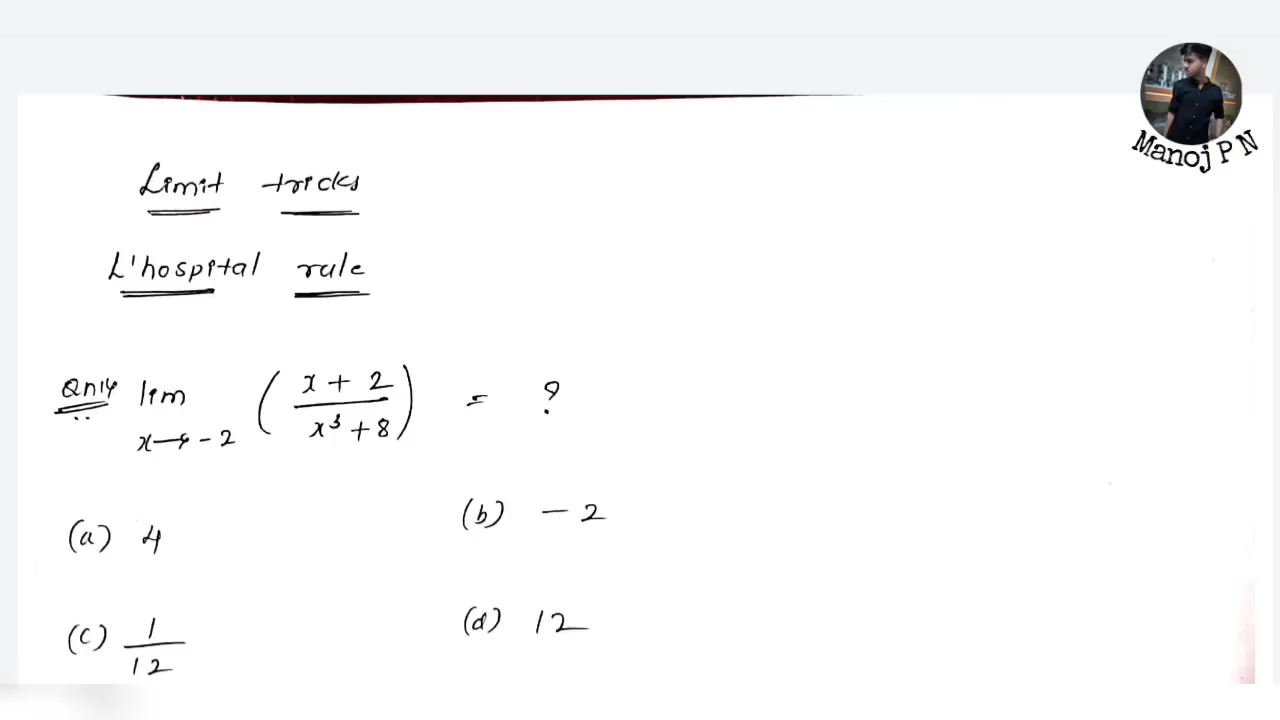 Manoj P N
Limit tricks
L'hospital rule
Qn14 lim x→-2 (x + 2 / x³ + 8) = ?
(a) 4 (b) - 2
(c) 1/12 (d) 12